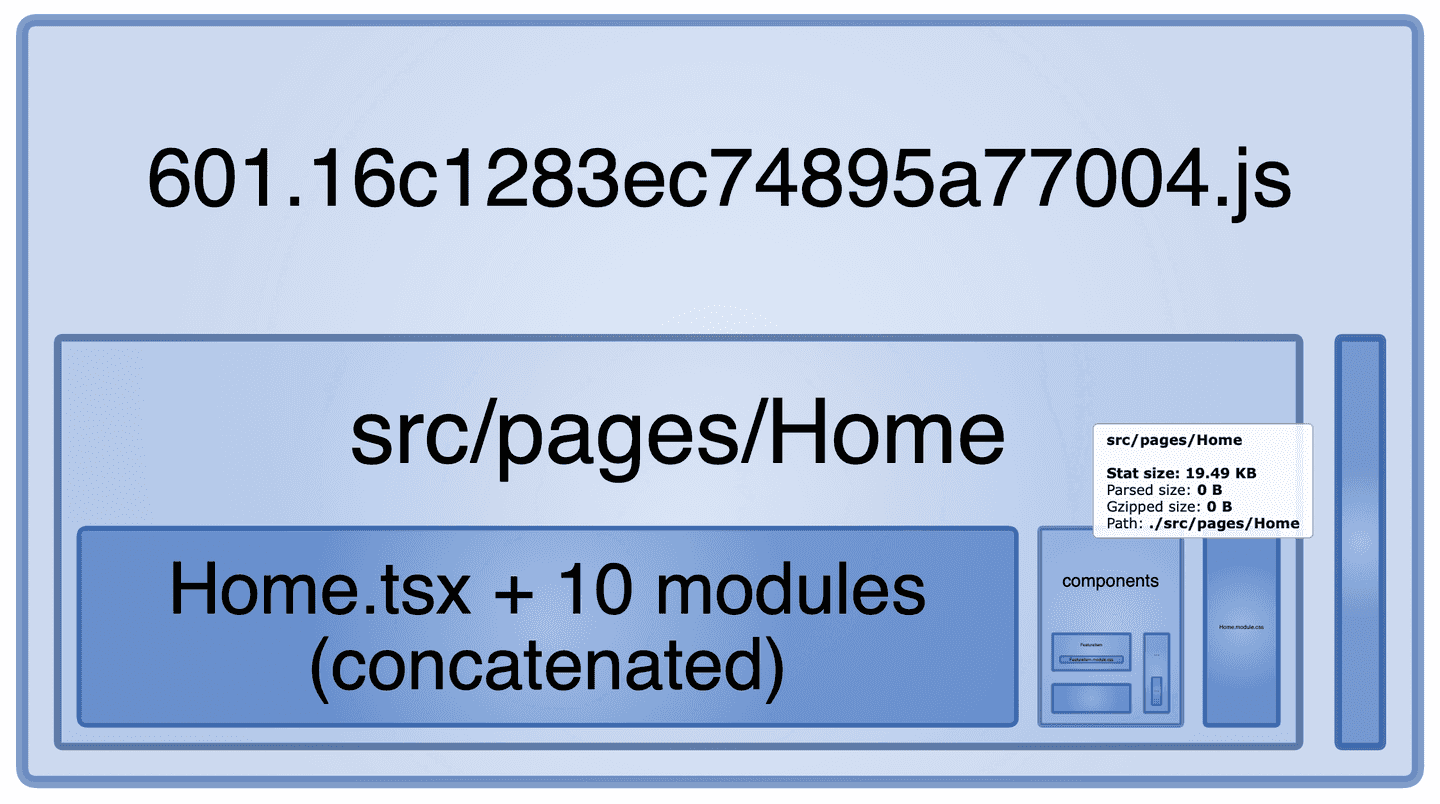 601.16c1283ec74895a77004.js
src/pages/Home
src/pages/Home
Stat size: 19.49 KB
Parsed size: 0 B
Gzipped size: 0 B
Path: ./src/pages/Home
Home.tsx + 10 modules
(concatenated)
components
FeatureItem
FeatureItem.module.css
Home.module.css